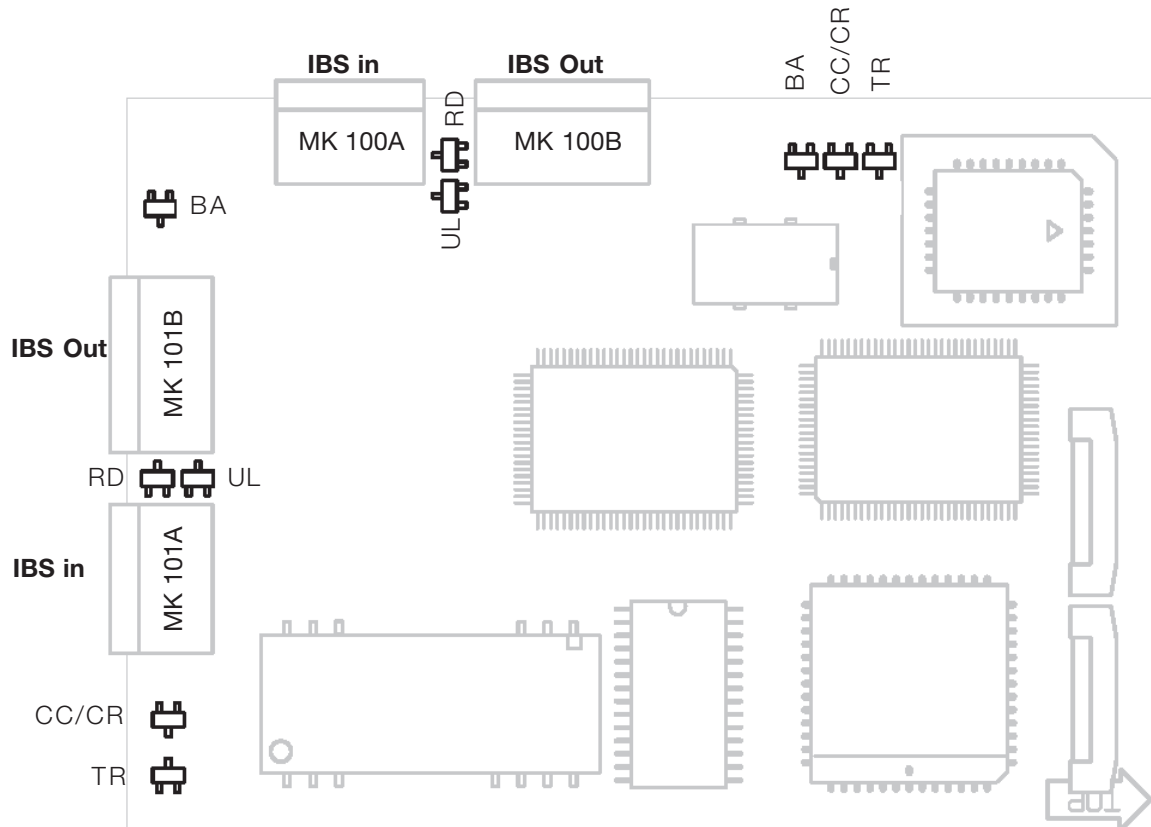 IBS in
IBS Out
BA
CC/CR
TR
RD
MK 100A
MK 100B
UL
BA
IBS Out
MK 101B
RD
UL
IBS in
MK 101A
CC/CR
TR
TOP